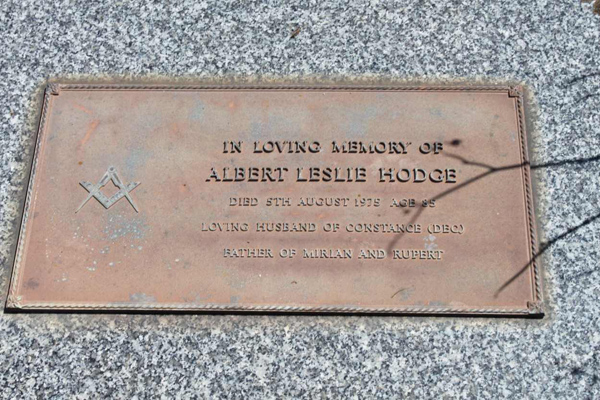 IN LOVING MEMORY OF
ALBERT LESLIE HODGE
DIED 5TH AUGUST 1975 AGE 85
LOVING HUSBAND OF CONSTANCE (DEC)
FATHER OF MIRIAN AND RUPERT